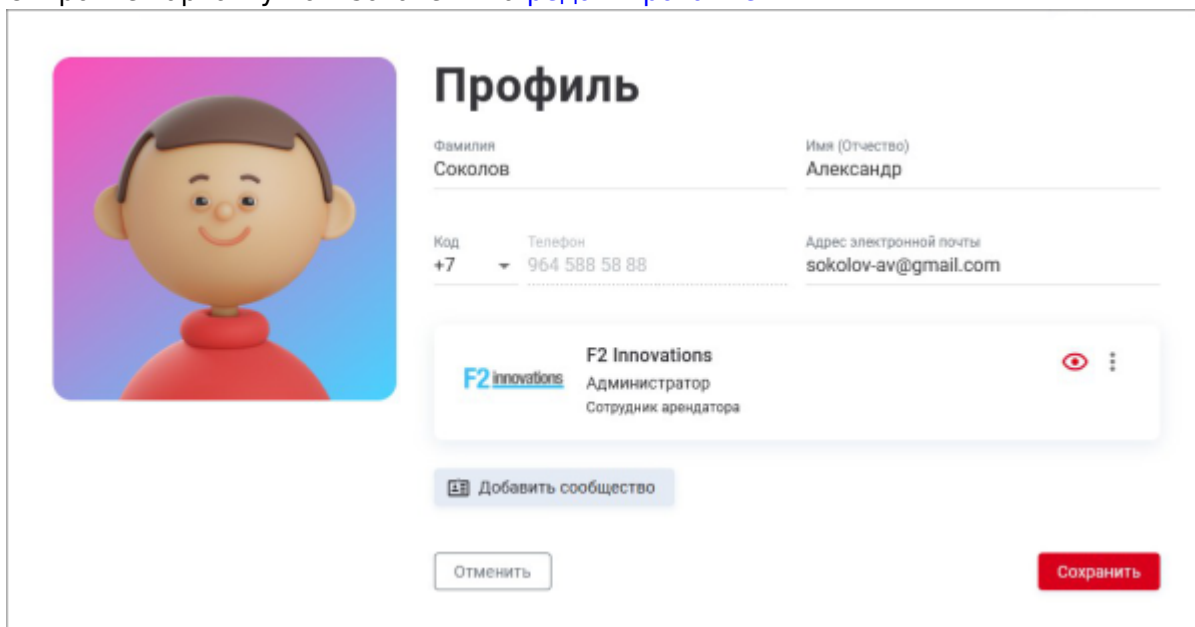 Профиль
Фамилия
Соколов
Имя (Отчество)
Александр
Код
+7
Телефон
964 588 58 88
Адрес электронной почты
sokolov-av@gmail.com
F2 innovations
F2 Innovations
Администратор
Сотрудник арендатора
Добавить сообщество
Отменить
Сохранить